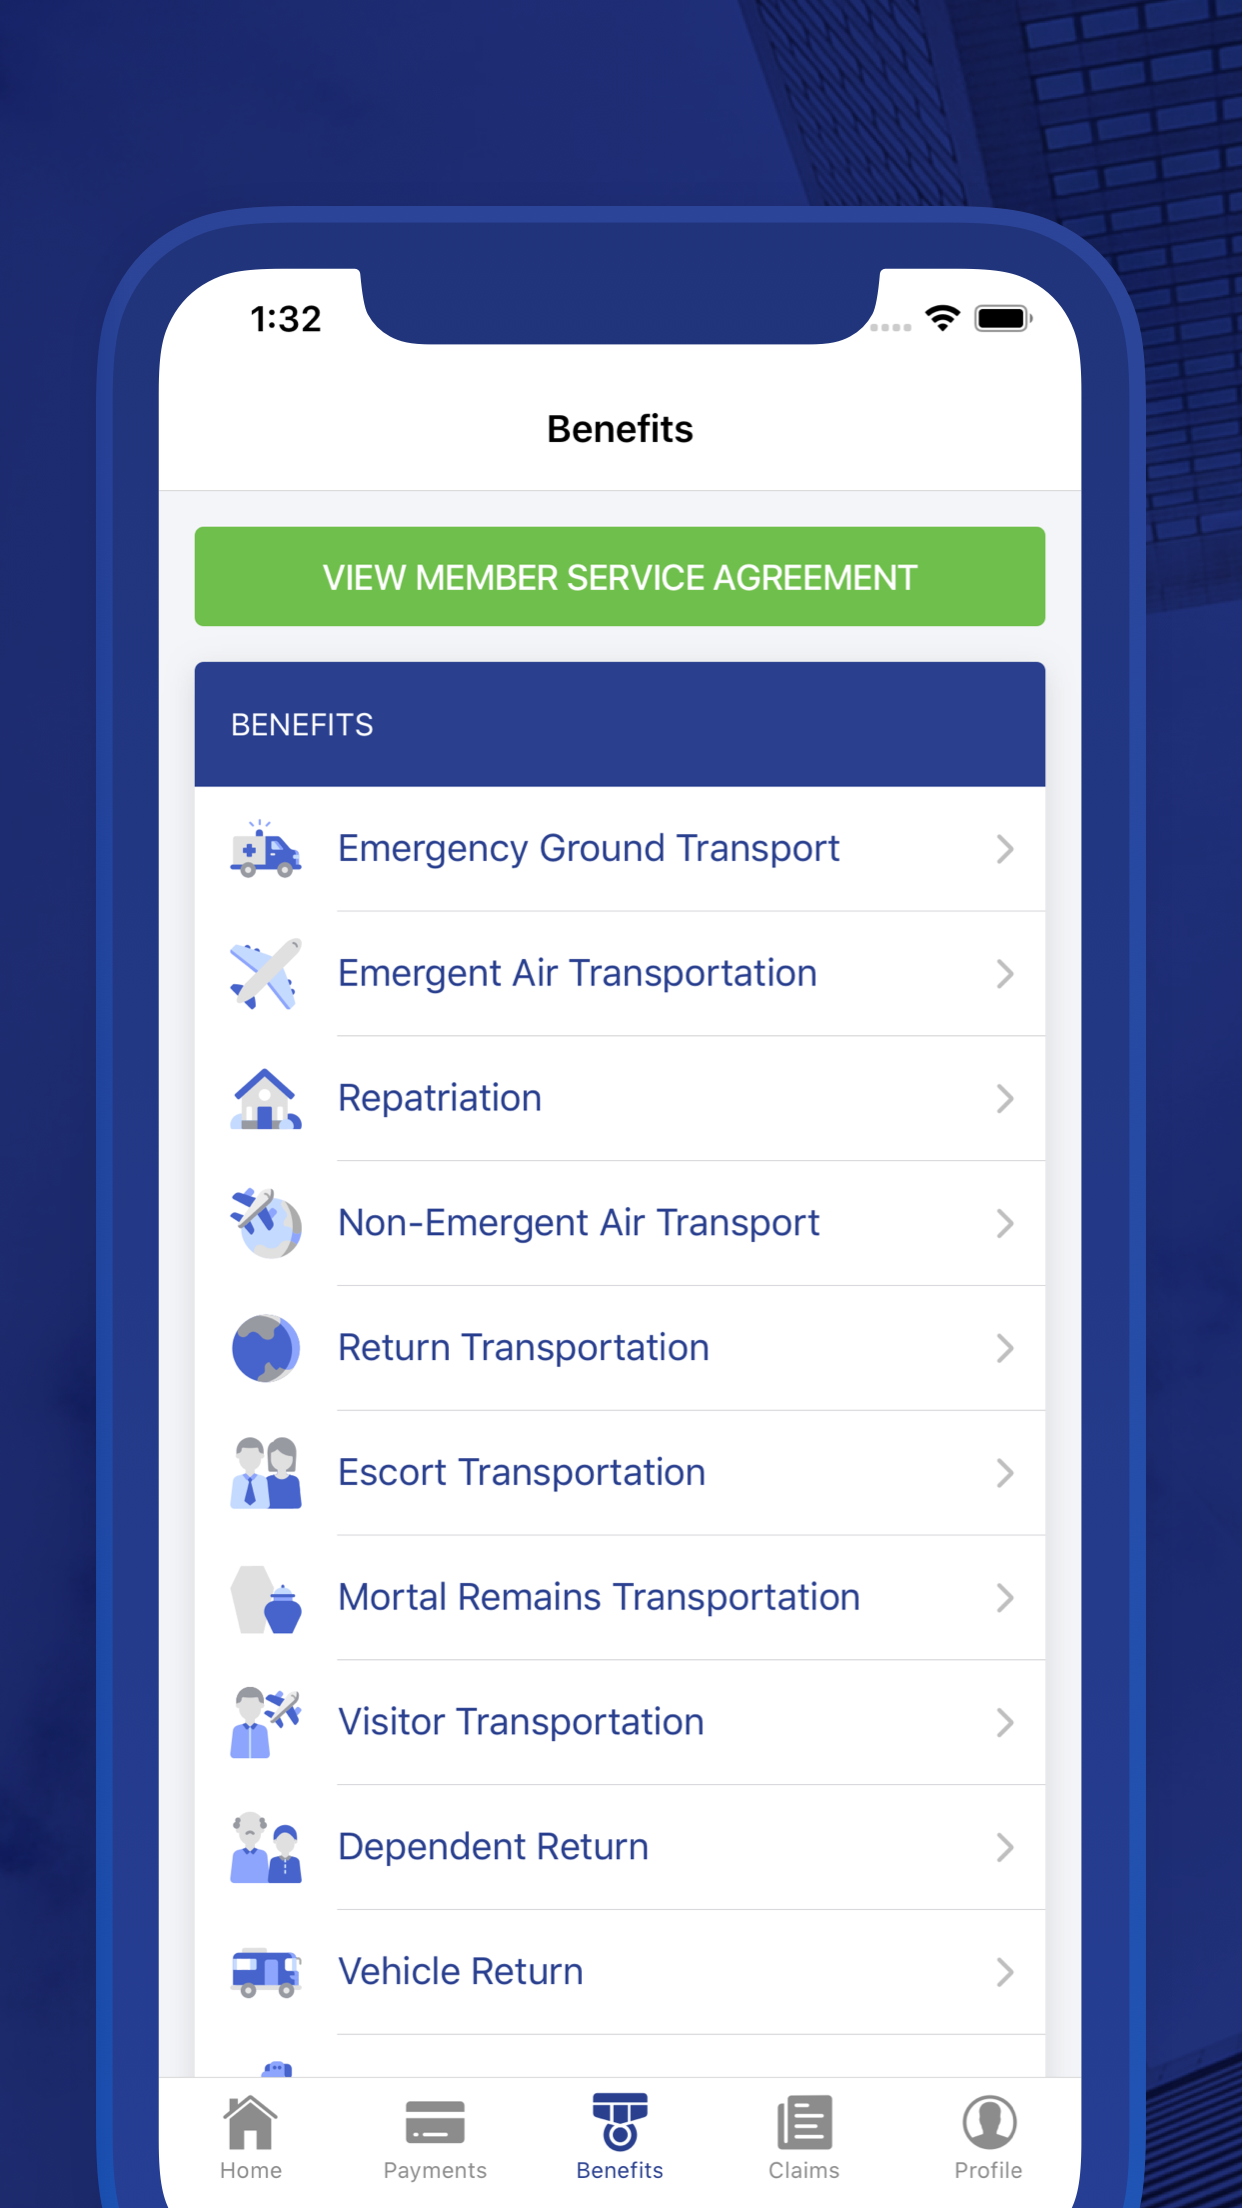 1:32
Benefits
VIEW MEMBER SERVICE AGREEMENT
BENEFITS
Emergency Ground Transport
Emergent Air Transportation
Repatriation
Non-Emergent Air Transport
Return Transportation
Escort Transportation
Mortal Remains Transportation
Visitor Transportation
Dependent Return
Vehicle Return
Home
Payments
Benefits
Claims
Profile